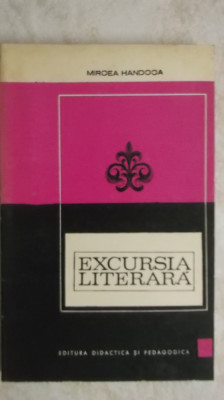 MIRCEA HANDOCA
EXCURSIA
LITERARĂ
EDITURA DIDACTICĂ ȘI PEDAGOGICĂ